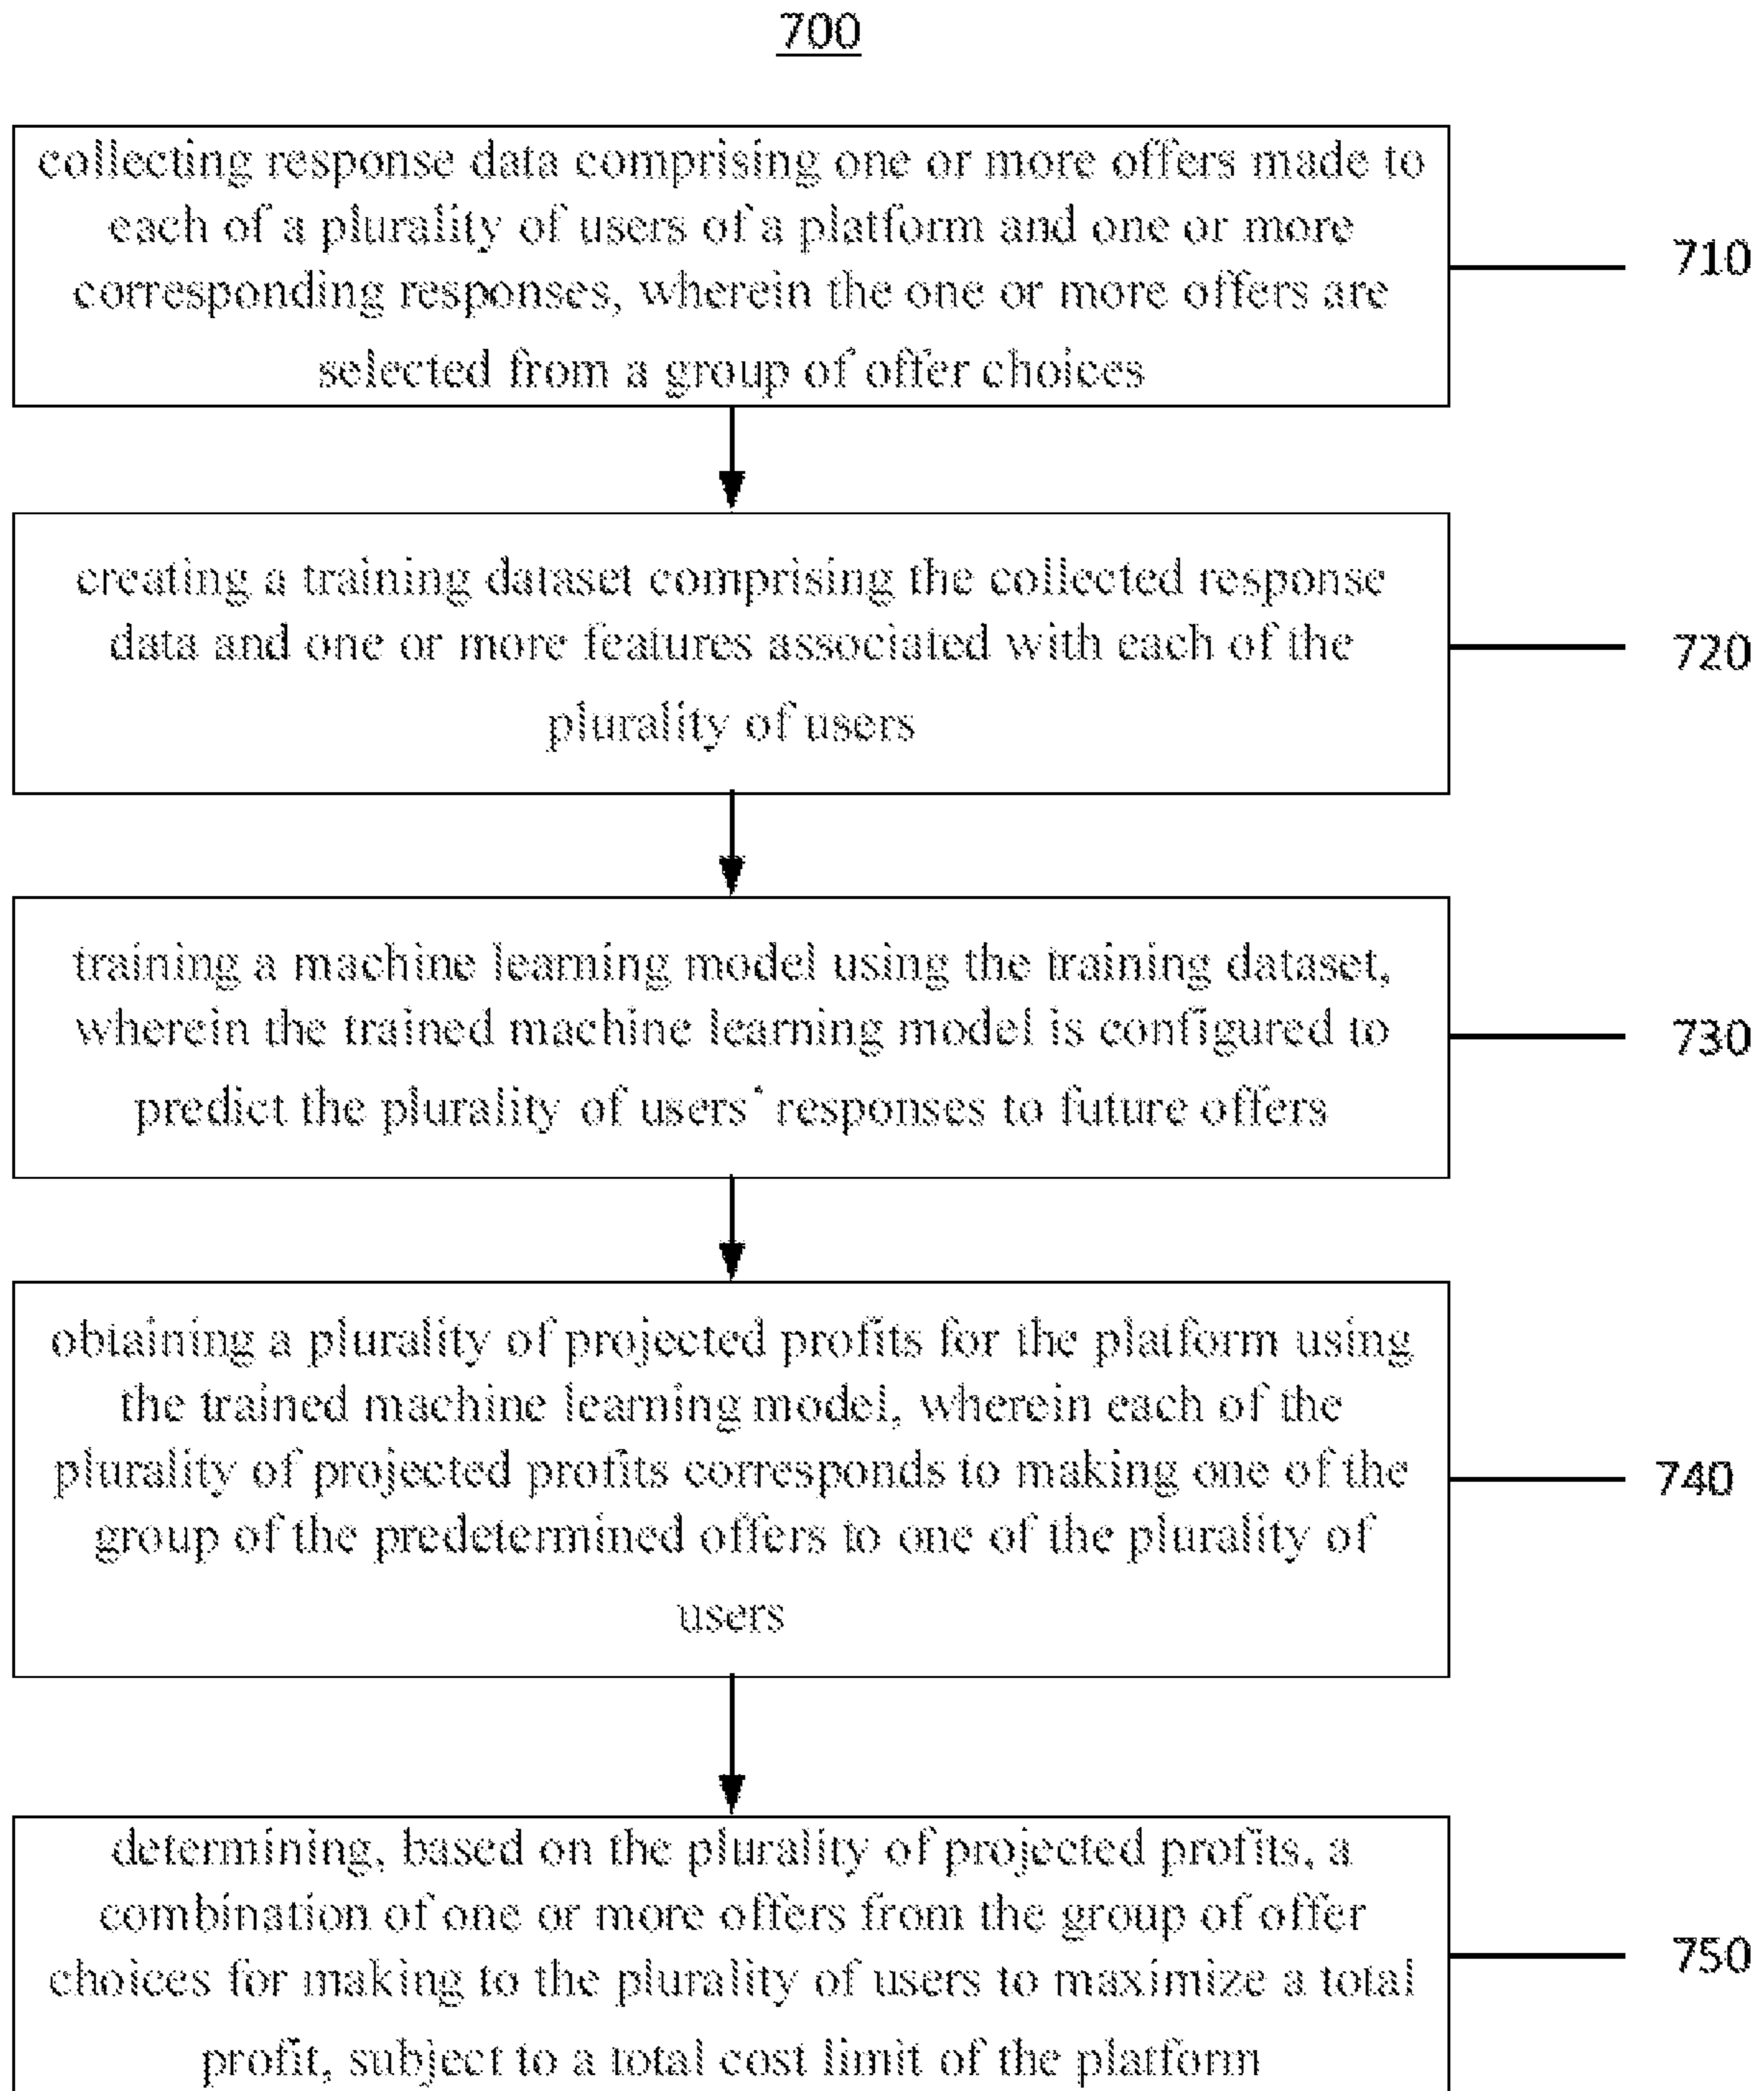 700
collecting response data comprising one or more offers made to
each of a plurality of users of a platform and one or more
corresponding responses, wherein the one or more offers are
selected from a group of offer choices
710
creating a training dataset comprising the collected response
data and one or more features associated with each of the
plurality of users
720
training a machine learning model using the training dataset,
wherein the trained machine learning model is configured to
predict the plurality of users' responses to future offers
730
obtaining a plurality of projected profits for the platform using
the trained machine learning model, wherein each of the
plurality of projected profits corresponds to making one of the
group of the predetermined offers to one of the plurality of
users
740
determining, based on the plurality of projected profits, a
combination of one or more offers from the group of offer
choices for making to the plurality of users to maximize a total
profit, subject to a total cost limit of the platform
750